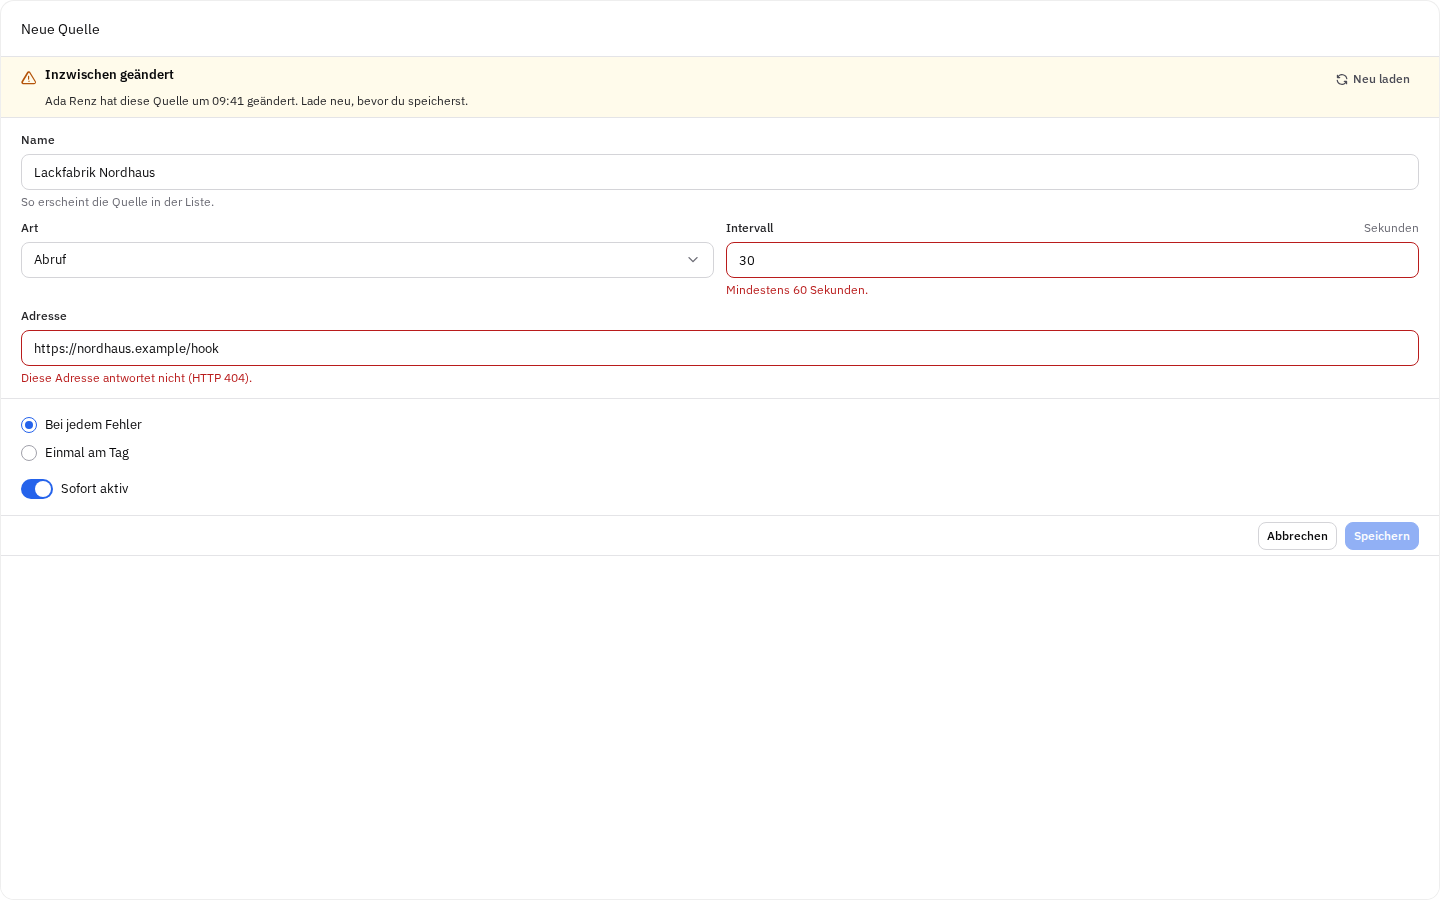 Neue Quelle
Inzwischen geändert
Neu laden
Ada Renz hat diese Quelle um 09:41 geändert. Lade neu, bevor du speicherst.
Name
Lackfabrik Nordhaus
So erscheint die Quelle in der Liste.
Art
Abruf
Intervall
Sekunden
30
Mindestens 60 Sekunden.
Adresse
https://nordhaus.example/hook
Diese Adresse antwortet nicht (HTTP 404).
Bei jedem Fehler
Einmal am Tag
Sofort aktiv
Abbrechen
Speichern